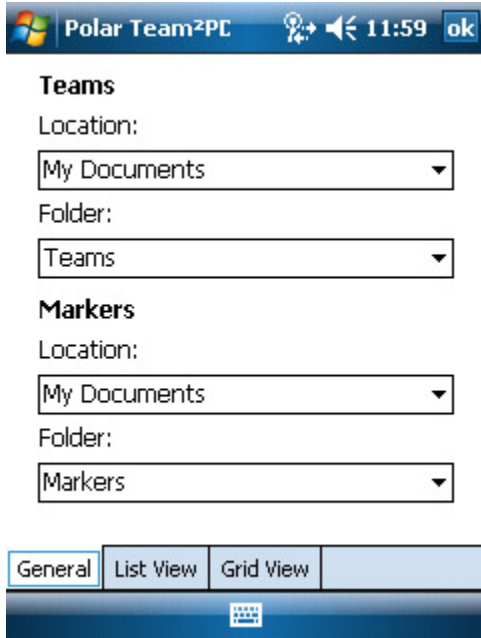 Polar Team²PC 11:59 ok
Teams
Location:
My Documents
Folder:
Teams
Markers
Location:
My Documents
Folder:
Markers
General List View Grid View